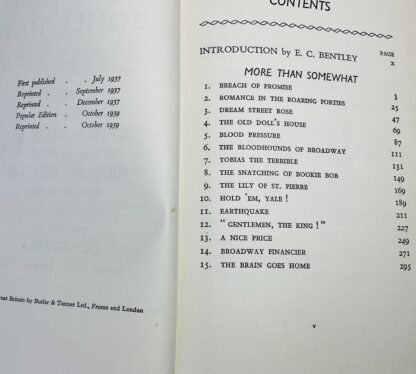 First published . . July 1937
Reprinted . . September 1937
Reprinted . . December 1937
Popular Edition . October 1939
Reprinted . . October 1939
Britain by Butler & Tanner Ltd., Frome and London
CONTENTS
PAGE
INTRODUCTION by E. C. BENTLEY x
MORE THAN SOMEWHAT
1. BREACH OF PROMISE 3
2. ROMANCE IN THE ROARING FORTIES 25
3. DREAM STREET ROSE 47
4. THE OLD DOLL'S HOUSE 69
5. BLOOD PRESSURE 87
6. THE BLOODHOUNDS OF BROADWAY 111
7. TOBIAS THE TERRIBLE 131
8. THE SNATCHING OF BOOKIE BOB 149
9. THE LILY OF ST. PIERRE 169
10. HOLD 'EM, YALE ! 189
11. EARTHQUAKE 211
12. " GENTLEMEN, THE KING ! " 227
13. A NICE PRICE 249
14. BROADWAY FINANCIER 271
15. THE BRAIN GOES HOME 295
v